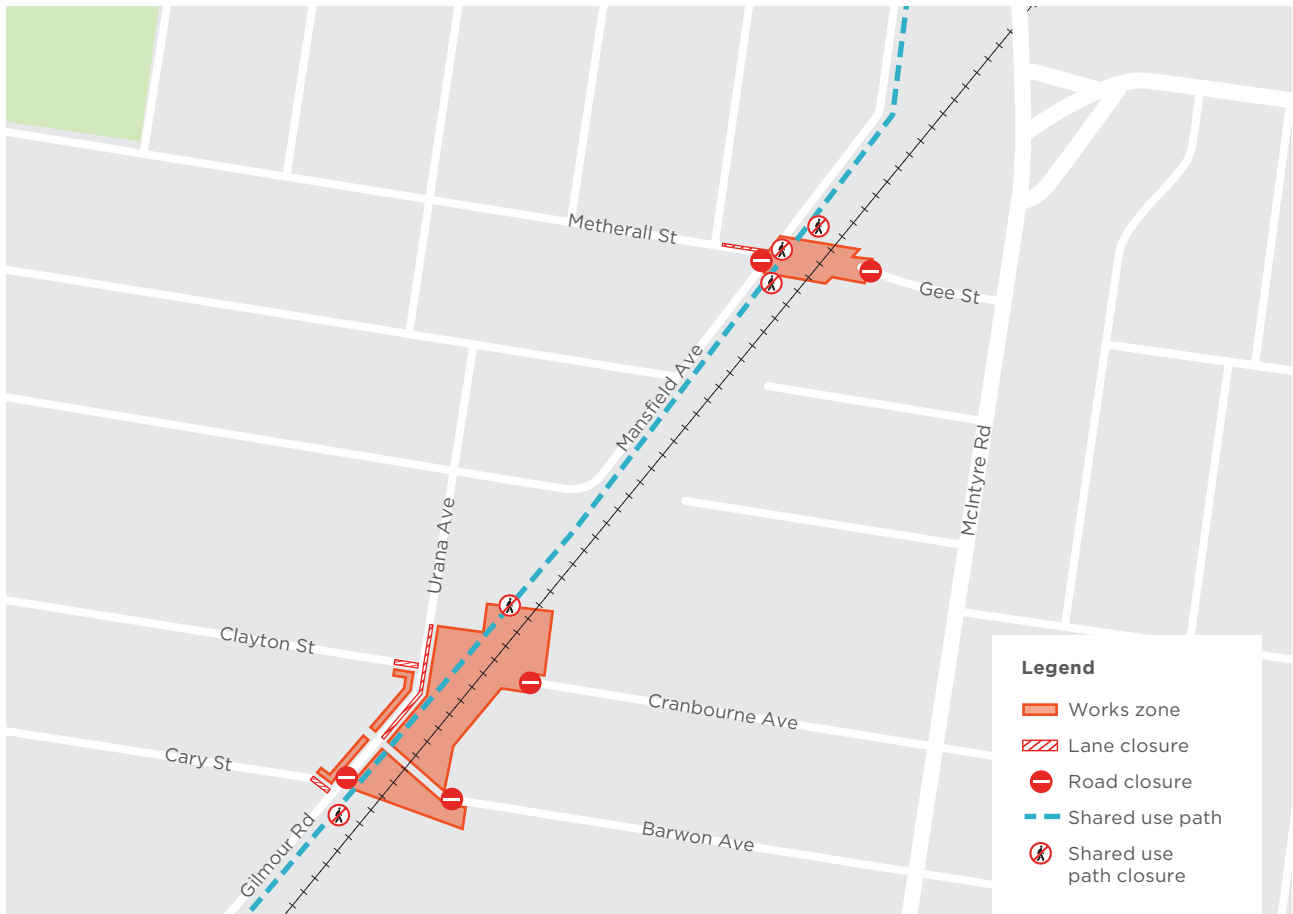 Metherall St
Gee St
Mansfield Ave
McIntyre Rd
Urana Ave
Clayton St
Cranbourne Ave
Cary St
Barwon Ave
Gilmour Rd
Legend
Works zone
Lane closure
Road closure
Shared use path
Shared use
path closure